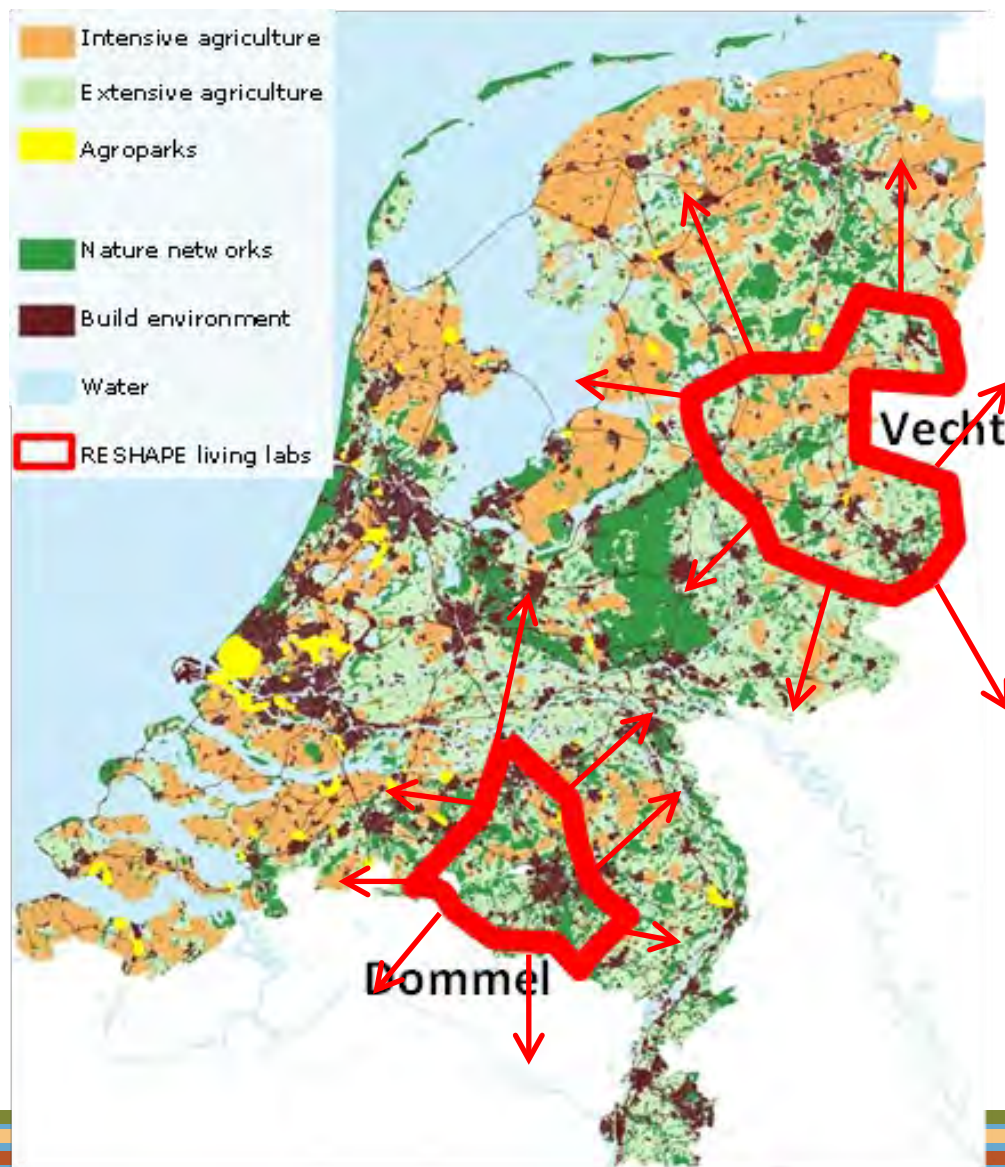 Intensive agriculture
Extensive agriculture
Agroparks
Nature networks
Build environment
Water
RESHAPE living labs
Vecht
Dommel